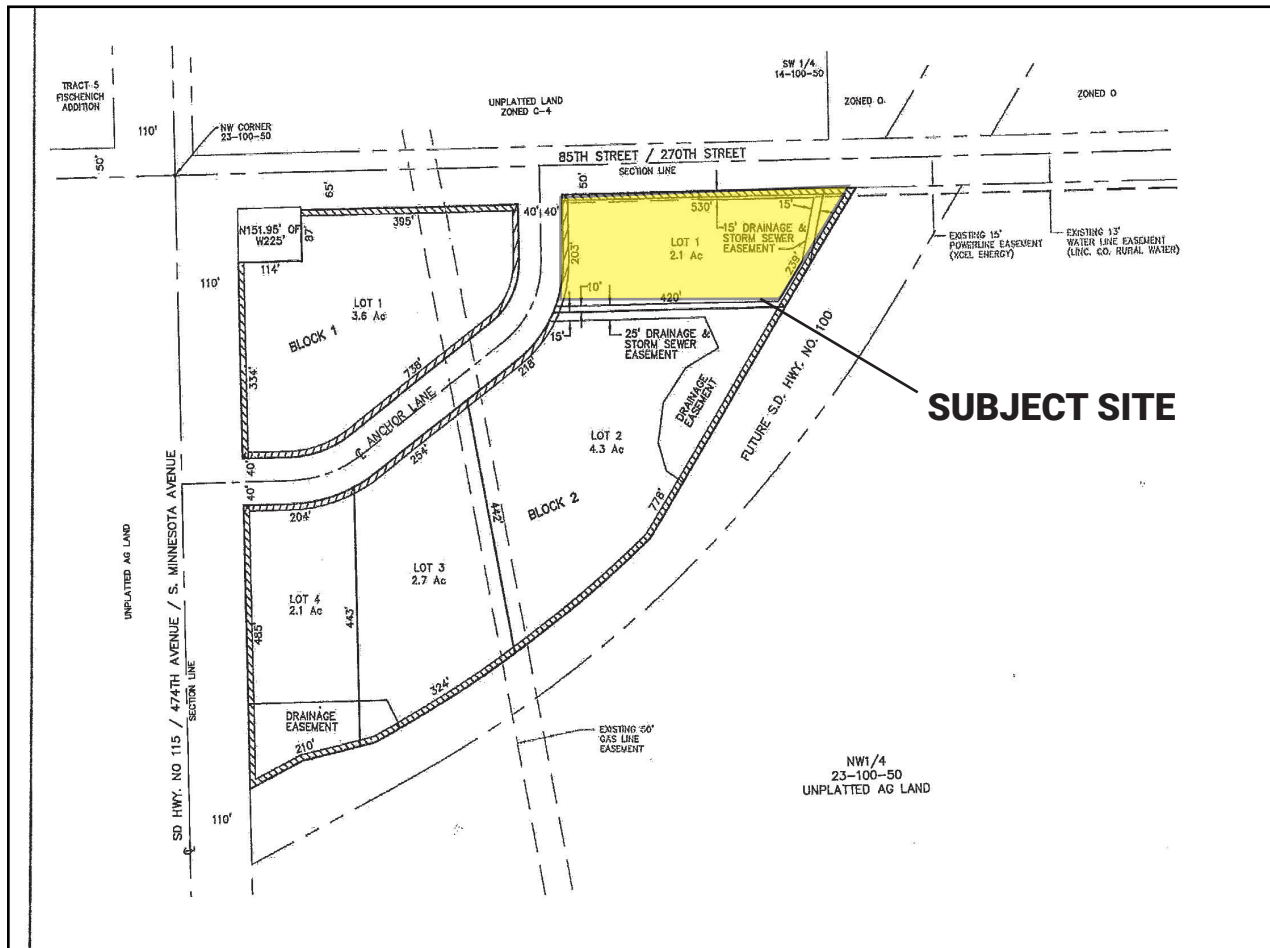 TRACT 5
FISCHENICH
ADDITION
110'
50'
NW CORNER
23-100-50
UNPLATTED LAND
ZONED C-4
SW 1/4
14-100-50
ZONED O
ZONED O
85TH STREET / 270TH STREET
SECTION LINE
65'
50'
395'
40'
40'
530'
15'
N151.95' OF
W225'
87'
114'
110'
203'
LOT 1
2.1 Ac
15' DRAINAGE &
STORM SEWER
EASEMENT
239'
EXISTING 15'
POWERLINE EASEMENT
(XCEL ENERGY)
EXISTING 13'
WATER LINE EASEMENT
(LINC. CO. RURAL WATER)
LOT 1
3.6 Ac
BLOCK 1
10'
420'
15'
25' DRAINAGE &
STORM SEWER
EASEMENT
334'
738'
218'
DRAINAGE
EASEMENT
FUTURE S.D. HWY. NO. 100
SUBJECT SITE
℄ ANCHOR LANE
254'
LOT 2
4.3 Ac
40'
40'
204'
442'
BLOCK 2
778'
UNPLATTED AG LAND
SD HWY. NO 115 / 474TH AVENUE / S. MINNESOTA AVENUE
SECTION LINE
LOT 3
2.7 Ac
LOT 4
2.1 Ac
485'
443'
324'
DRAINAGE
EASEMENT
210'
EXISTING 50'
GAS LINE
EASEMENT
NW1/4
23-100-50
UNPLATTED AG LAND
110'
℄